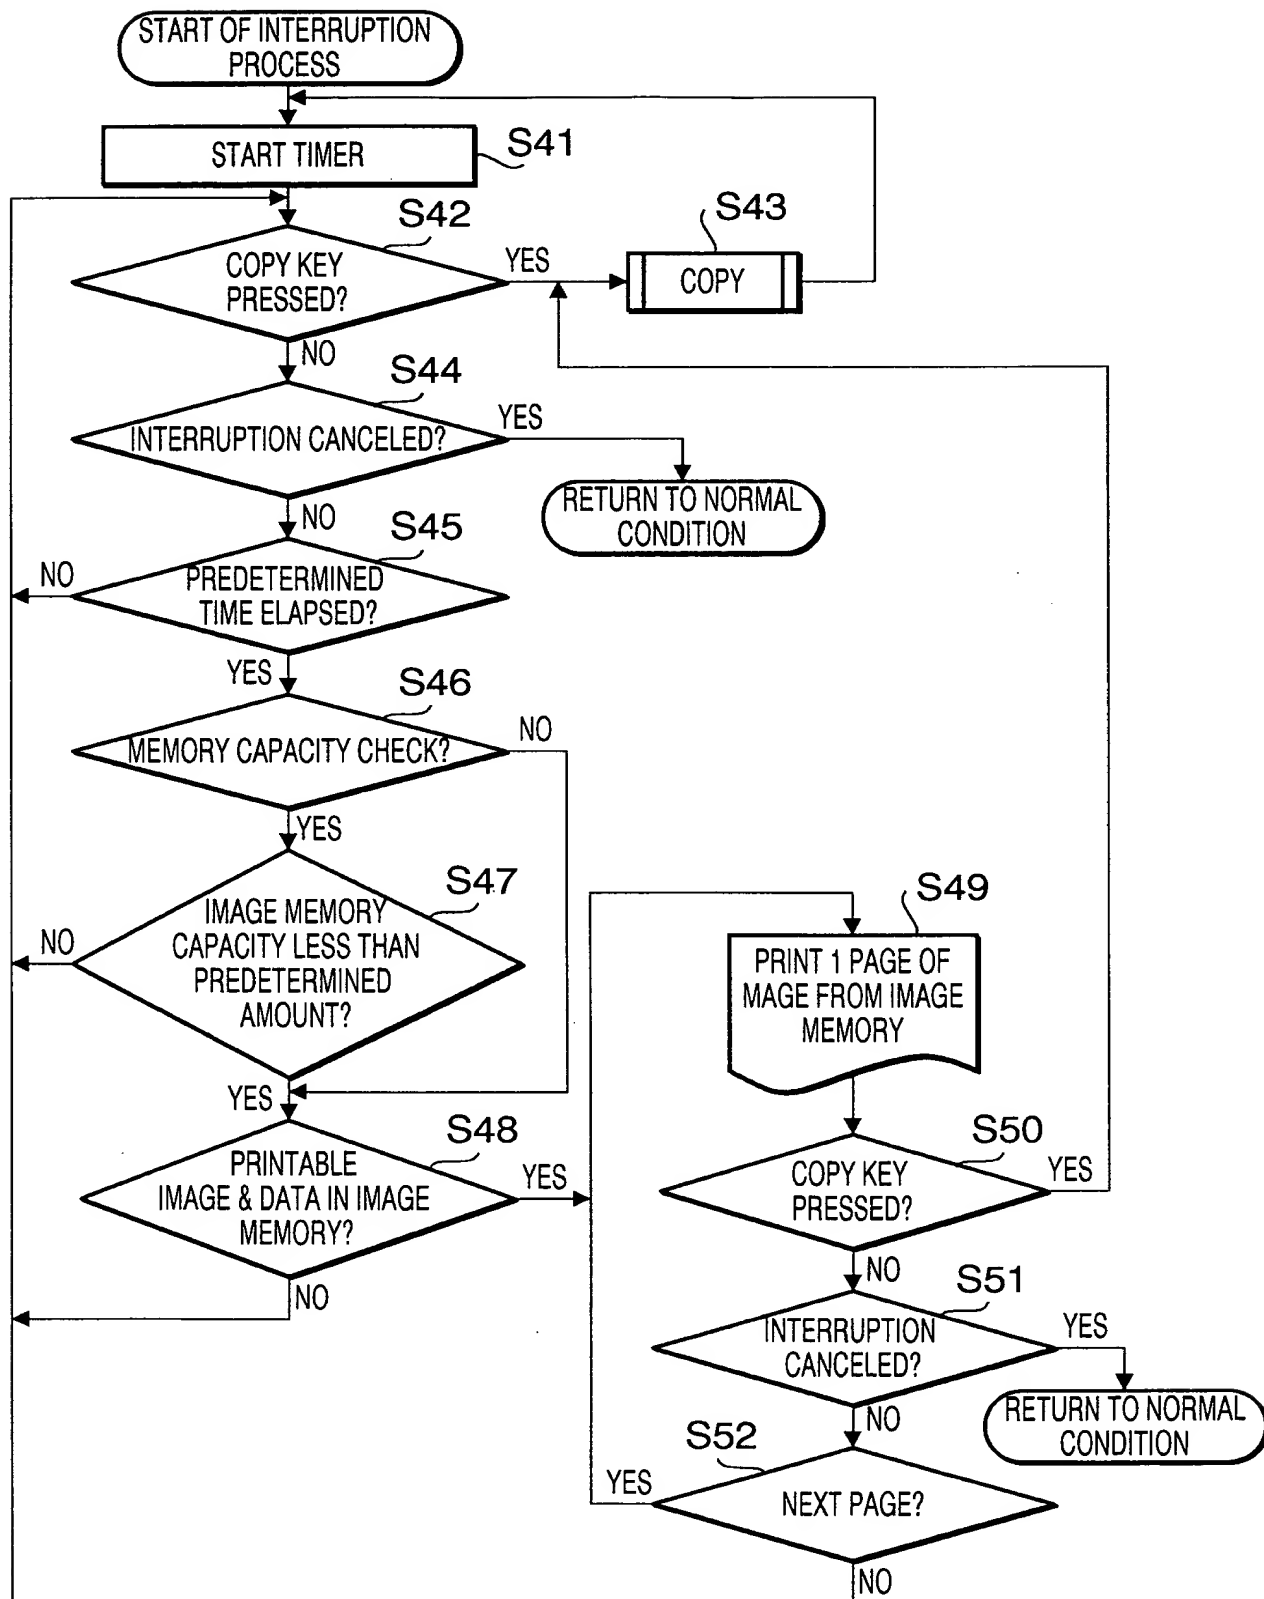 START OF INTERRUPTION
PROCESS
START TIMER
S41
S42
COPY KEY
PRESSED?
YES
S43
COPY
NO
S44
INTERRUPTION CANCELED?
YES
RETURN TO NORMAL
CONDITION
NO
S45
PREDETERMINED
TIME ELAPSED?
NO
YES
S46
MEMORY CAPACITY CHECK?
NO
YES
S47
IMAGE MEMORY
CAPACITY LESS THAN
PREDETERMINED
AMOUNT?
NO
YES
S48
PRINTABLE
IMAGE & DATA IN IMAGE
MEMORY?
YES
NO
S49
PRINT 1 PAGE OF
MAGE FROM IMAGE
MEMORY
S50
COPY KEY
PRESSED?
YES
NO
S51
INTERRUPTION
CANCELED?
YES
RETURN TO NORMAL
CONDITION
NO
S52
NEXT PAGE?
YES
NO